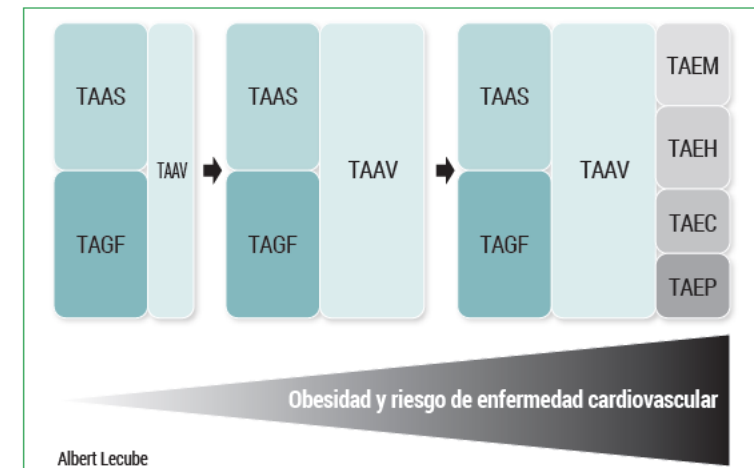 TAAS
TAGF
TAAV
TAAS
TAGF
TAAV
TAAS
TAGF
TAAV
TAEM
TAEH
TAEC
TAEP
Obesidad y riesgo de enfermedad cardiovascular
Albert Lecube